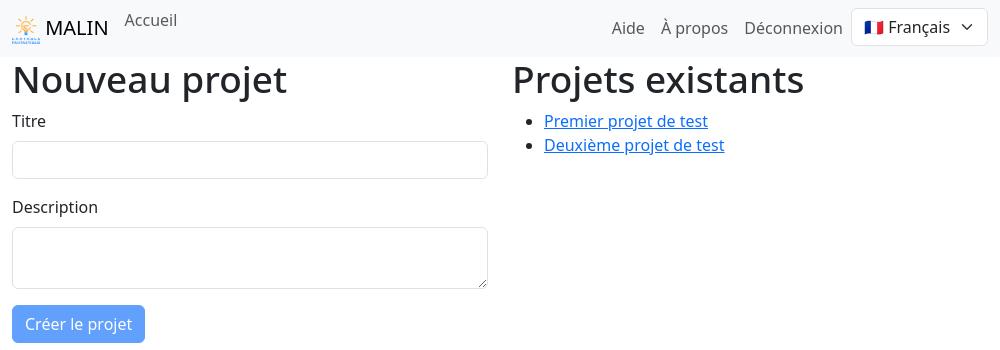 MALIN Accueil Aide À propos Déconnexion Français
Nouveau projet
Titre
Description
Créer le projet
Projets existants
Premier projet de test
Deuxième projet de test